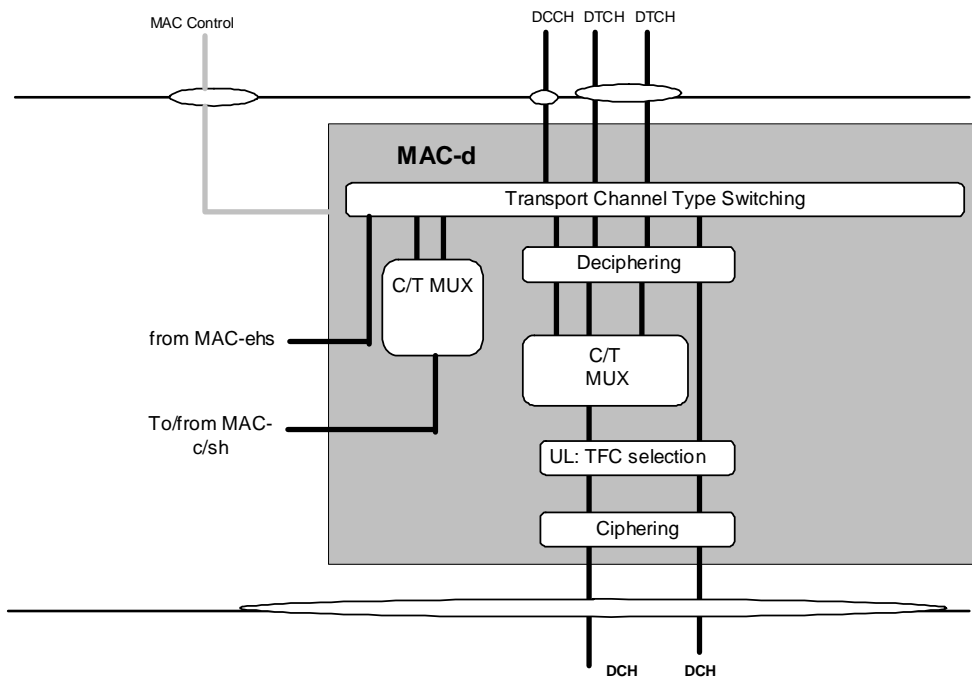 MAC Control
DCCH DTCH DTCH
MAC-d
Transport Channel Type Switching
Deciphering
C/T MUX
from MAC-ehs
C/T
MUX
To/from MAC-
c/sh
UL: TFC selection
Ciphering
DCH DCH